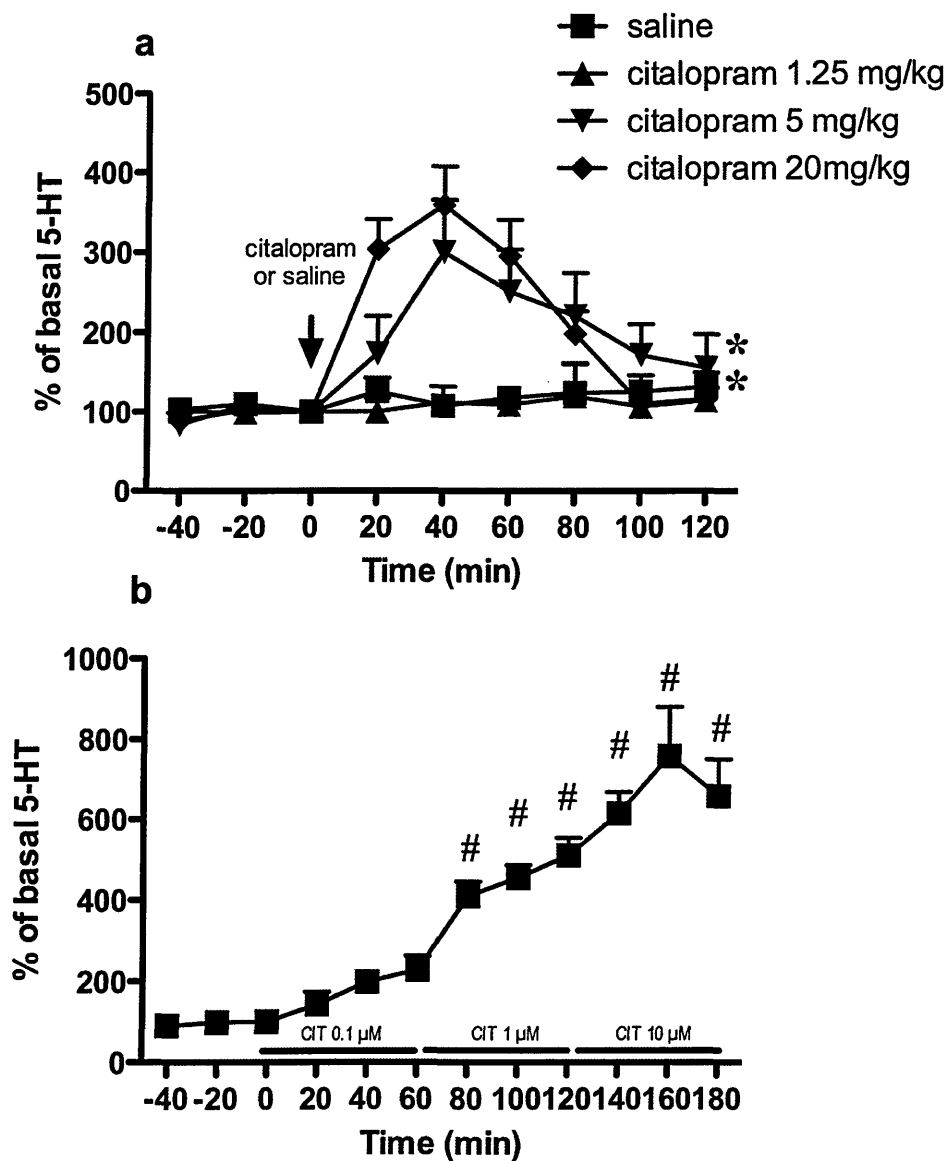 a
saline
citalopram 1.25 mg/kg
citalopram 5 mg/kg
citalopram 20mg/kg
500
400
300
200
100
0
% of basal 5-HT
citalopram
or saline
*
*
-40 -20 0 20 40 60 80 100 120
Time (min)
b
1000
800
600
400
200
0
% of basal 5-HT
# # # # # # #
CIT 0.1 µM CIT 1 µM CIT 10 µM
-40 -20 0 20 40 60 80 100 120 140 160 180
Time (min)